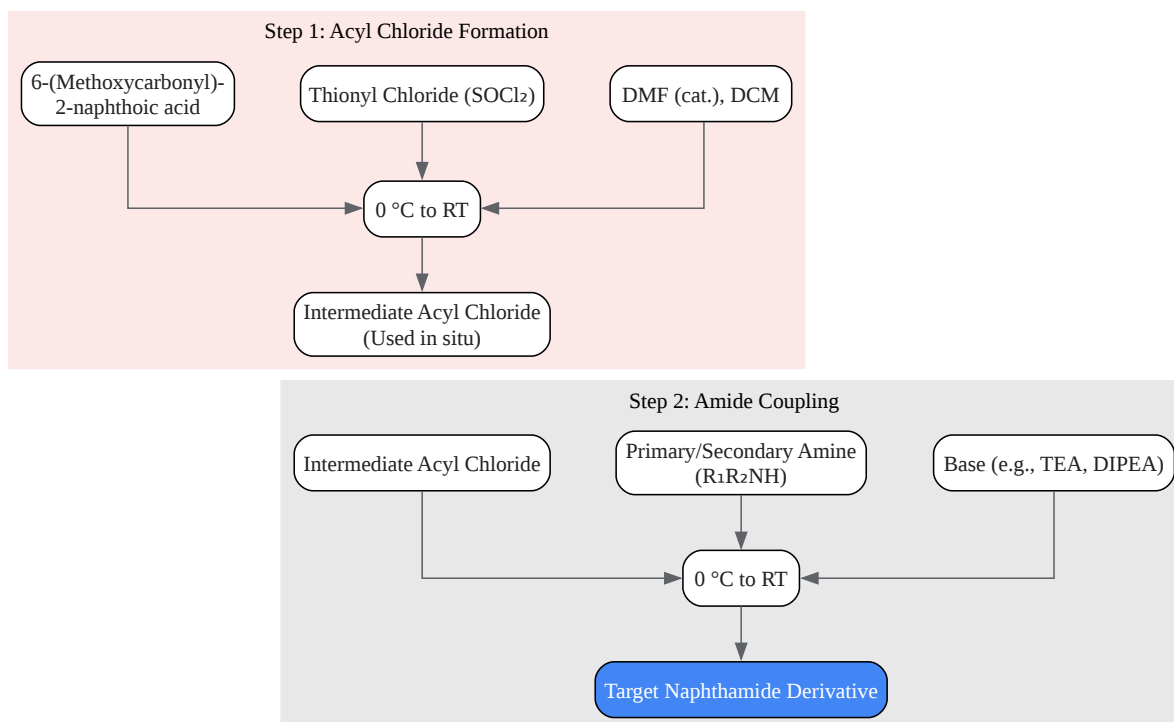 Step 1: Acyl Chloride Formation
6-(Methoxycarbonyl)-
2-naphthoic acid
Thionyl Chloride (SOCl₂)
DMF (cat.), DCM
0 °C to RT
Intermediate Acyl Chloride
(Used in situ)
Step 2: Amide Coupling
Intermediate Acyl Chloride
Primary/Secondary Amine
(R₁R₂NH)
Base (e.g., TEA, DIPEA)
0 °C to RT
Target Naphthamide Derivative